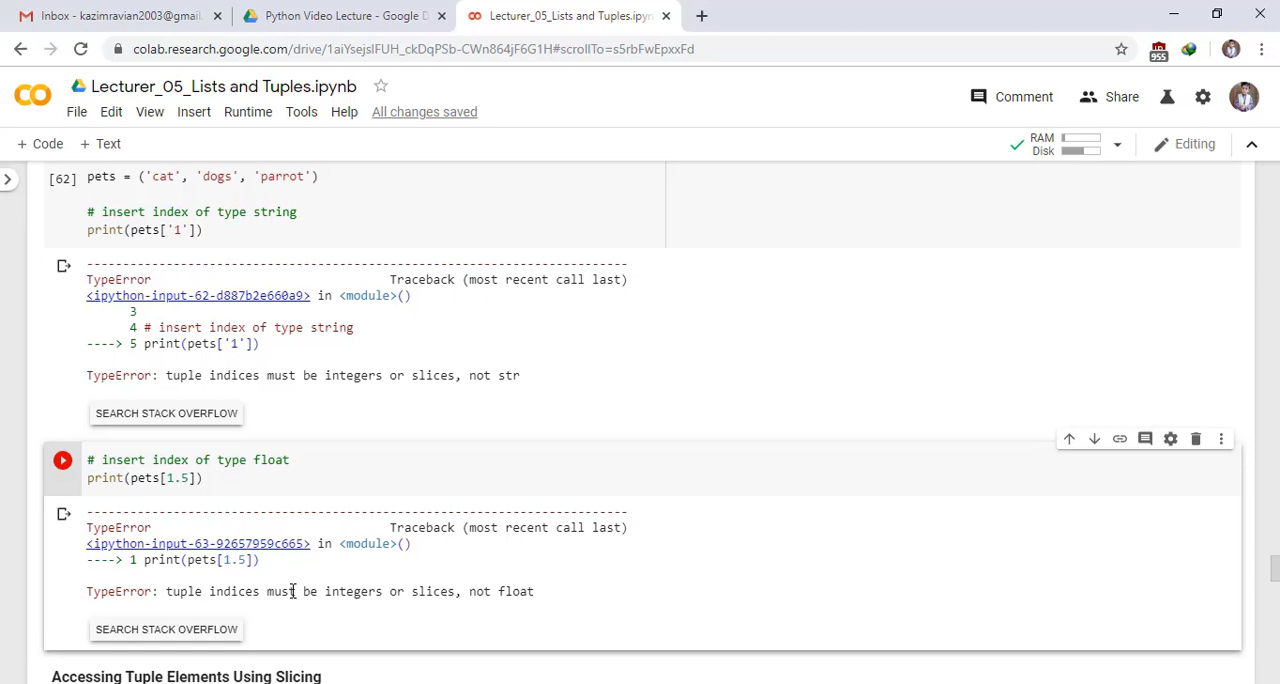 Inbox - kazimravian2003@gmail.
Python Video Lecture - Google D
Lecturer_05_Lists and Tuples.ipyn
colab.research.google.com/drive/1aiYsejslFUH_ckDqPSb-CWn864jF6G1H#scrollTo=s5rbFwEpxxFd
955
Lecturer_05_Lists and Tuples.ipynb
Comment
Share
File Edit View Insert Runtime Tools Help All changes saved
+ Code + Text
RAM
Disk
Editing
[62] pets = ('cat', 'dogs', 'parrot')
# insert index of type string
print(pets['1'])
---------------------------------------------------------------------------
TypeError Traceback (most recent call last)
<ipython-input-62-d887b2e660a9> in <module>()
3
4 # insert index of type string
----> 5 print(pets['1'])
TypeError: tuple indices must be integers or slices, not str
SEARCH STACK OVERFLOW
# insert index of type float
print(pets[1.5])
---------------------------------------------------------------------------
TypeError Traceback (most recent call last)
<ipython-input-63-92657959c665> in <module>()
----> 1 print(pets[1.5])
TypeError: tuple indices must be integers or slices, not float
SEARCH STACK OVERFLOW
Accessing Tuple Elements Using Slicing